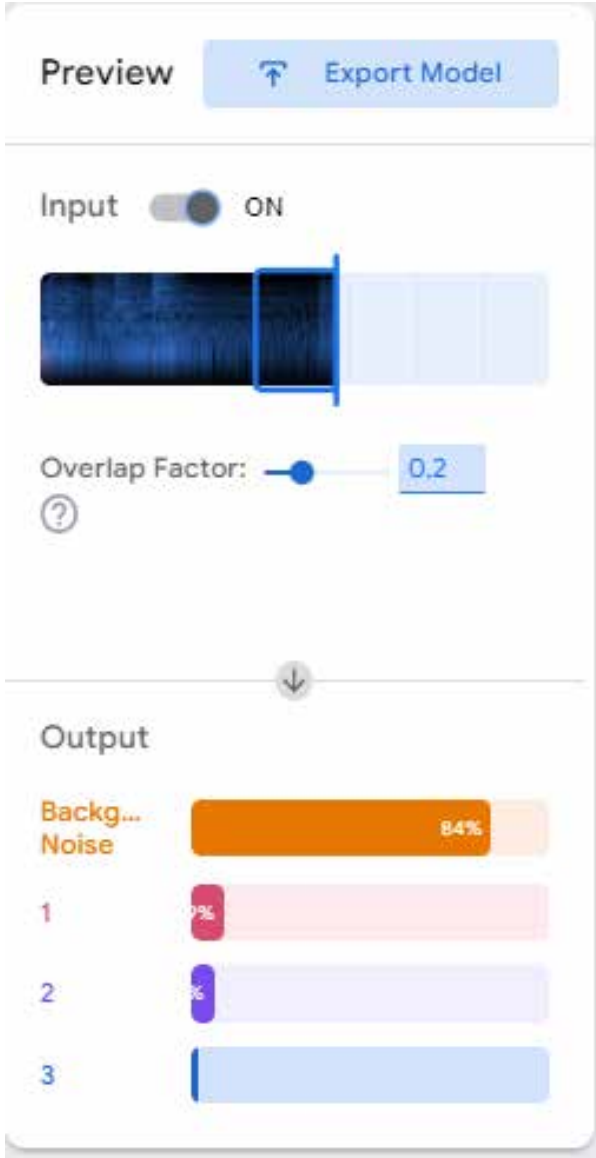 Preview
Export Model
Input ON
Overlap Factor: 0.2
?
Output
Backg...
Noise
84%
1
%
2
%
3